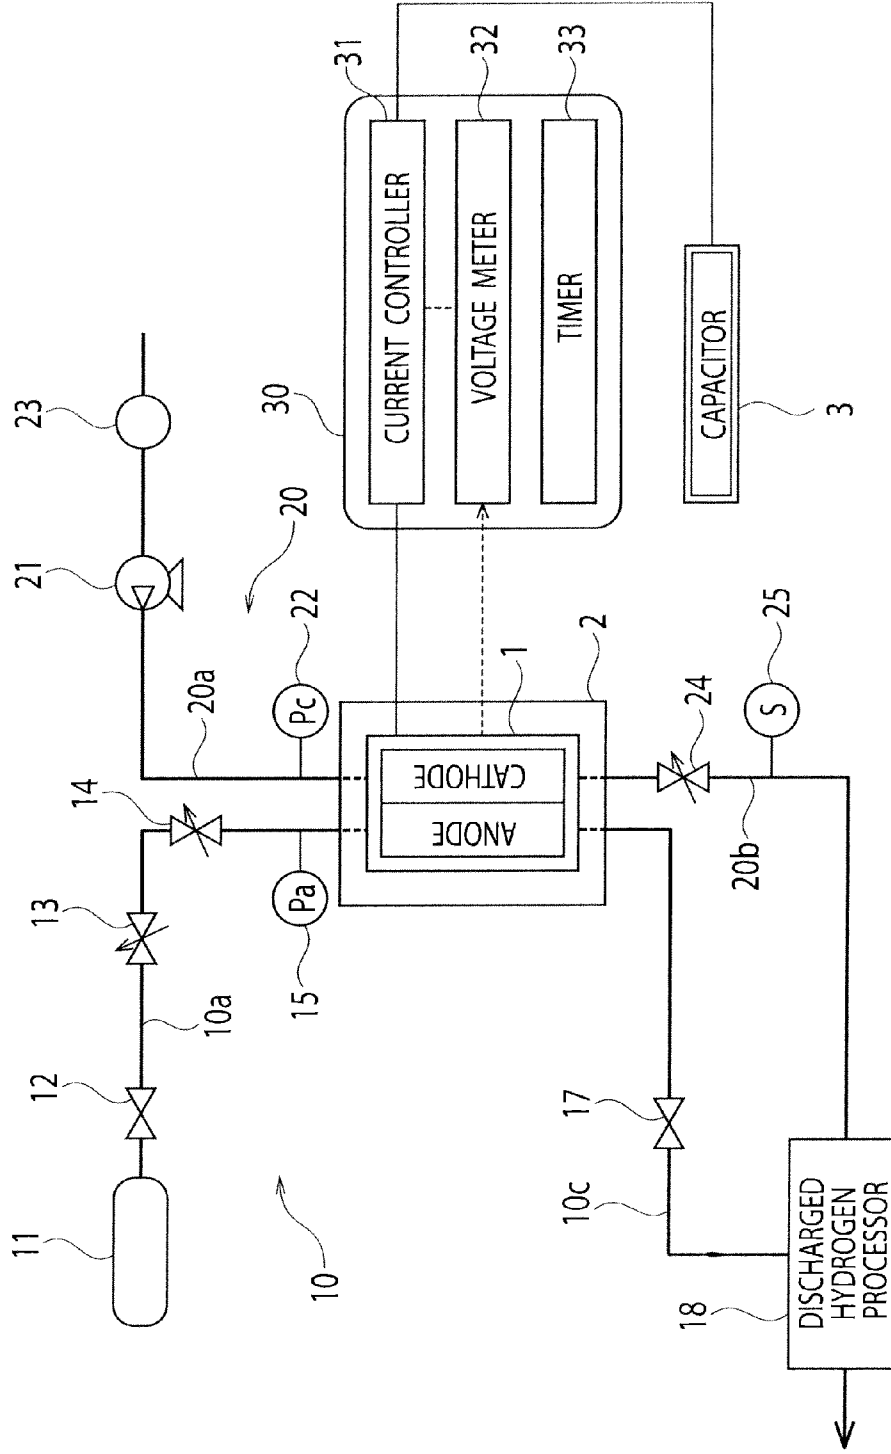 11
12
13
14
21
23
10a
20a
30
20
15
Pa
Pc
22
10
31
CURRENT CONTROLLER
32
VOLTAGE METER
33
TIMER
ANODE
CATHODE
1
2
17
10c
24
20b
S
25
CAPACITOR
3
18
DISCHARGED
HYDROGEN
PROCESSOR